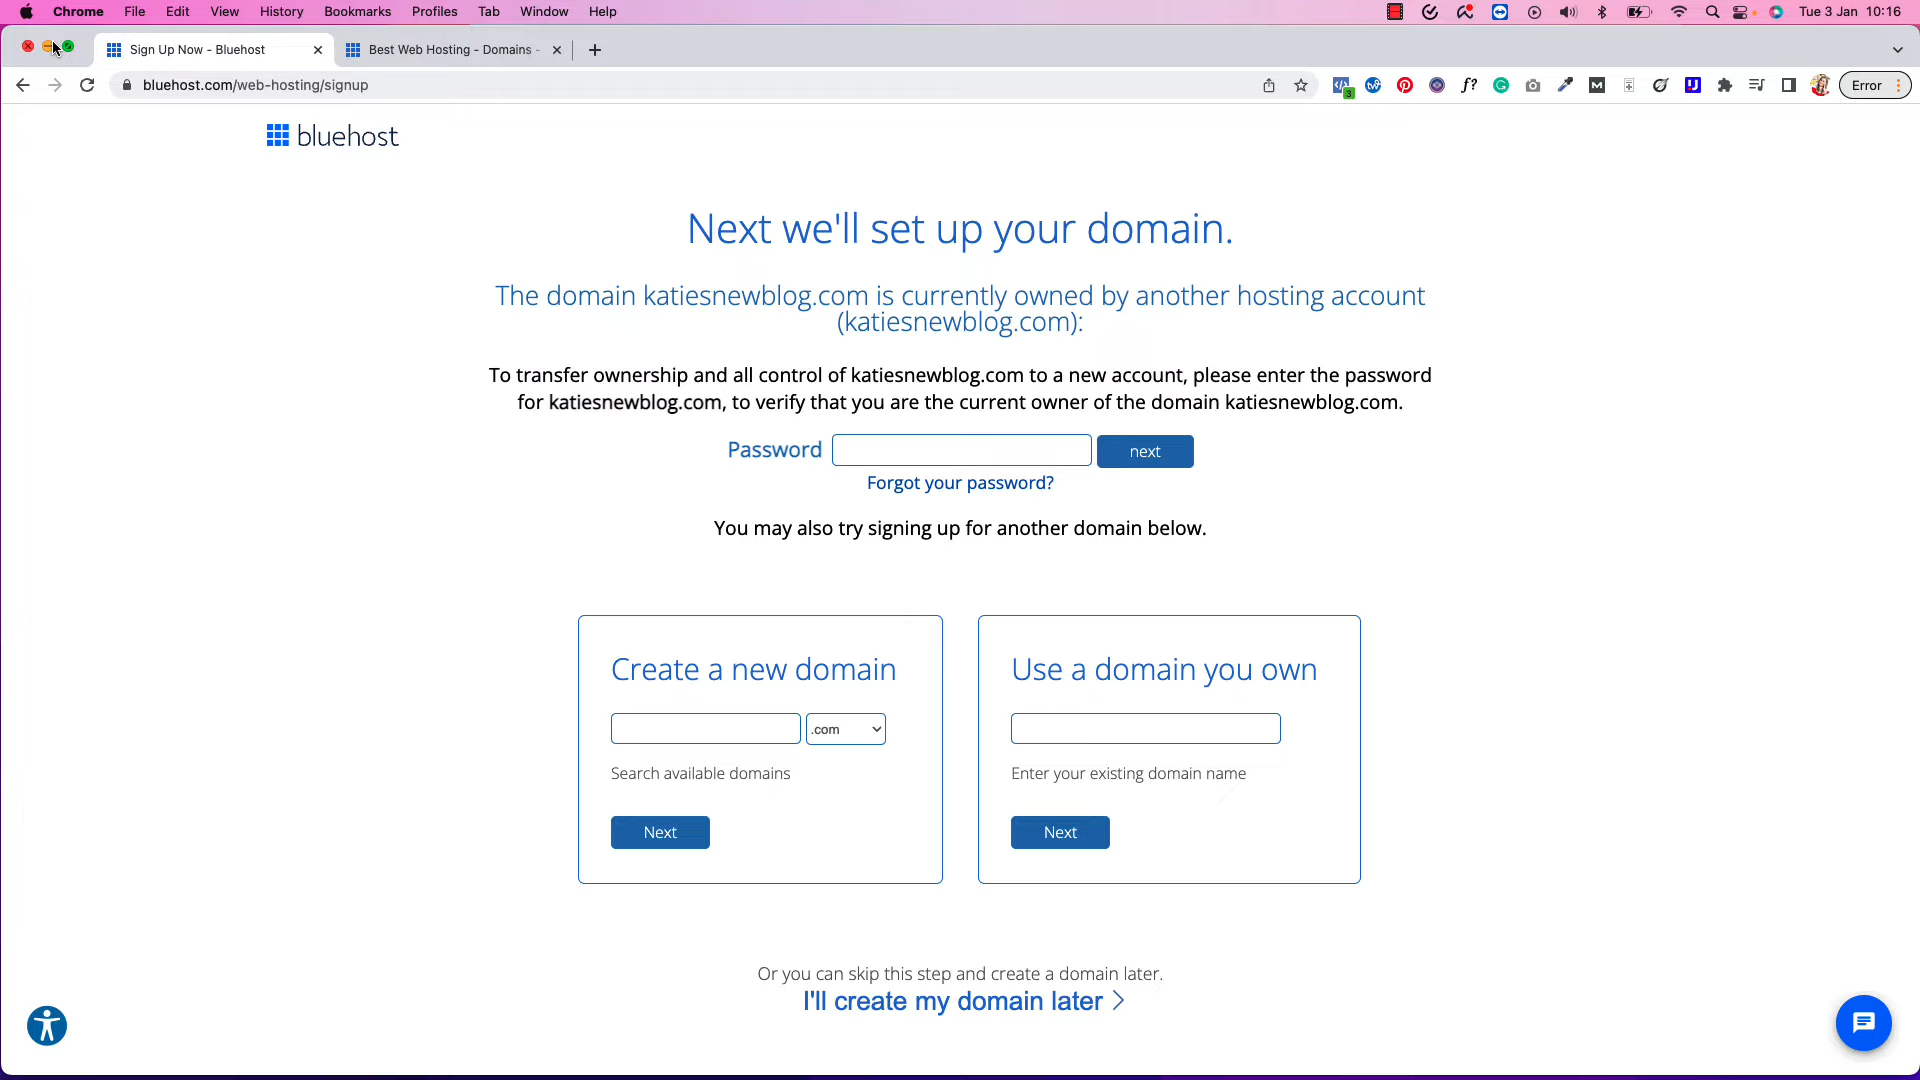 Chrome File Edit View History Bookmarks Profiles Tab Window Help Tue 3 Jan 10:16
Sign Up Now - Bluehost Best Web Hosting - Domains -
bluehost.com/web-hosting/signup Error
bluehost
Next we'll set up your domain.
The domain katiesnewblog.com is currently owned by another hosting account
(katiesnewblog.com):
To transfer ownership and all control of katiesnewblog.com to a new account, please enter the password
for katiesnewblog.com, to verify that you are the current owner of the domain katiesnewblog.com.
Password next
Forgot your password?
You may also try signing up for another domain below.
Create a new domain
.com
Search available domains
Next
Use a domain you own
Enter your existing domain name
Next
Or you can skip this step and create a domain later.
I'll create my domain later >